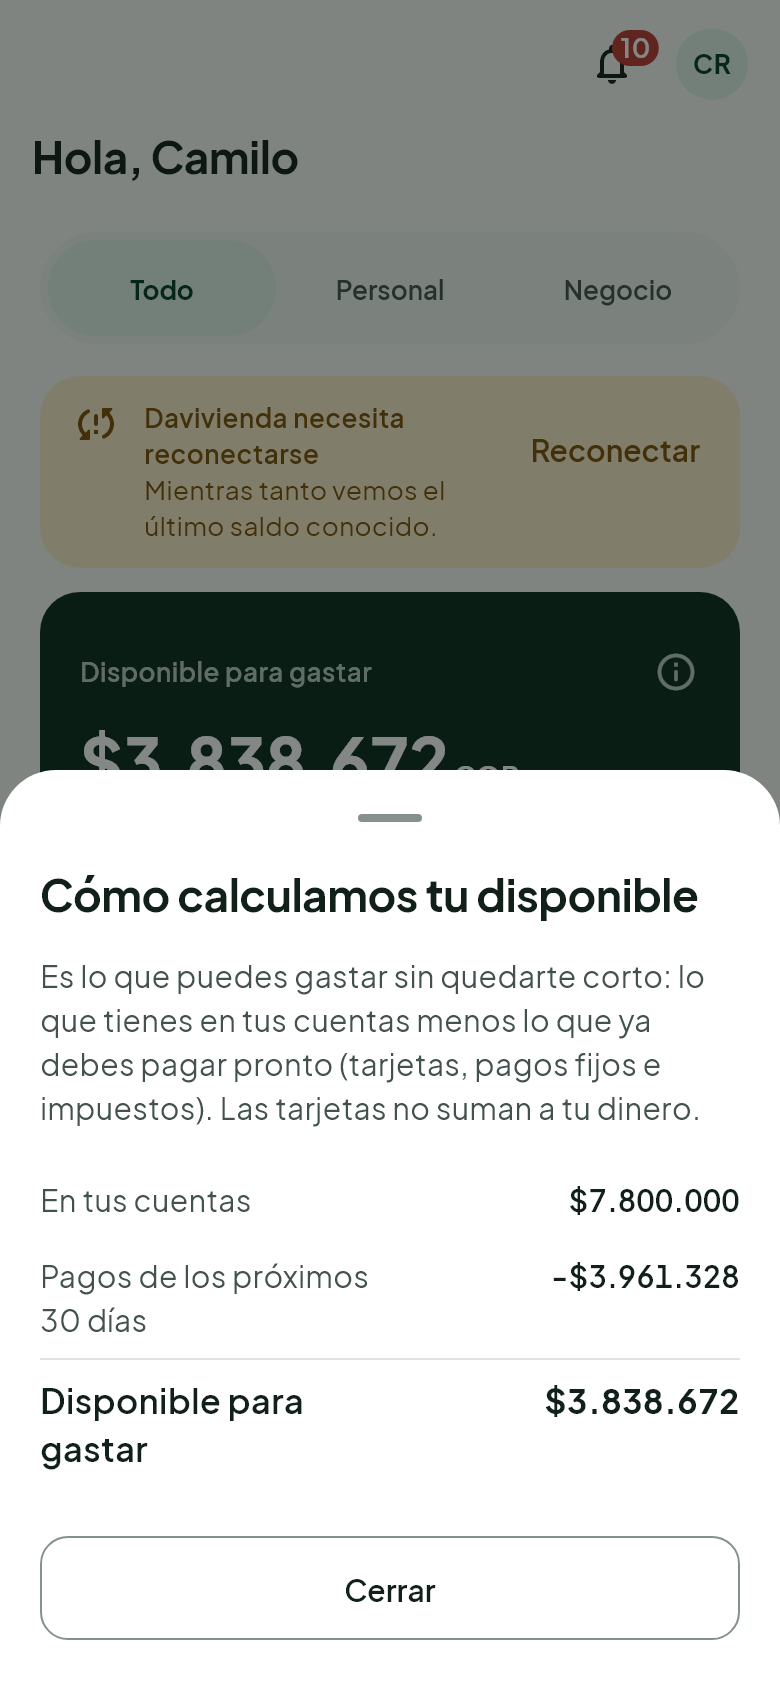 10
CR
Hola, Camilo
Todo
Personal
Negocio
Davivienda necesita
reconectarse
Mientras tanto vemos el
último saldo conocido.
Reconectar
Disponible para gastar
$3.838.672
Cómo calculamos tu disponible
Es lo que puedes gastar sin quedarte corto: lo
que tienes en tus cuentas menos lo que ya
debes pagar pronto (tarjetas, pagos fijos e
impuestos). Las tarjetas no suman a tu dinero.
En tus cuentas
$7.800.000
Pagos de los próximos
30 días
-$3.961.328
Disponible para
gastar
$3.838.672
Cerrar